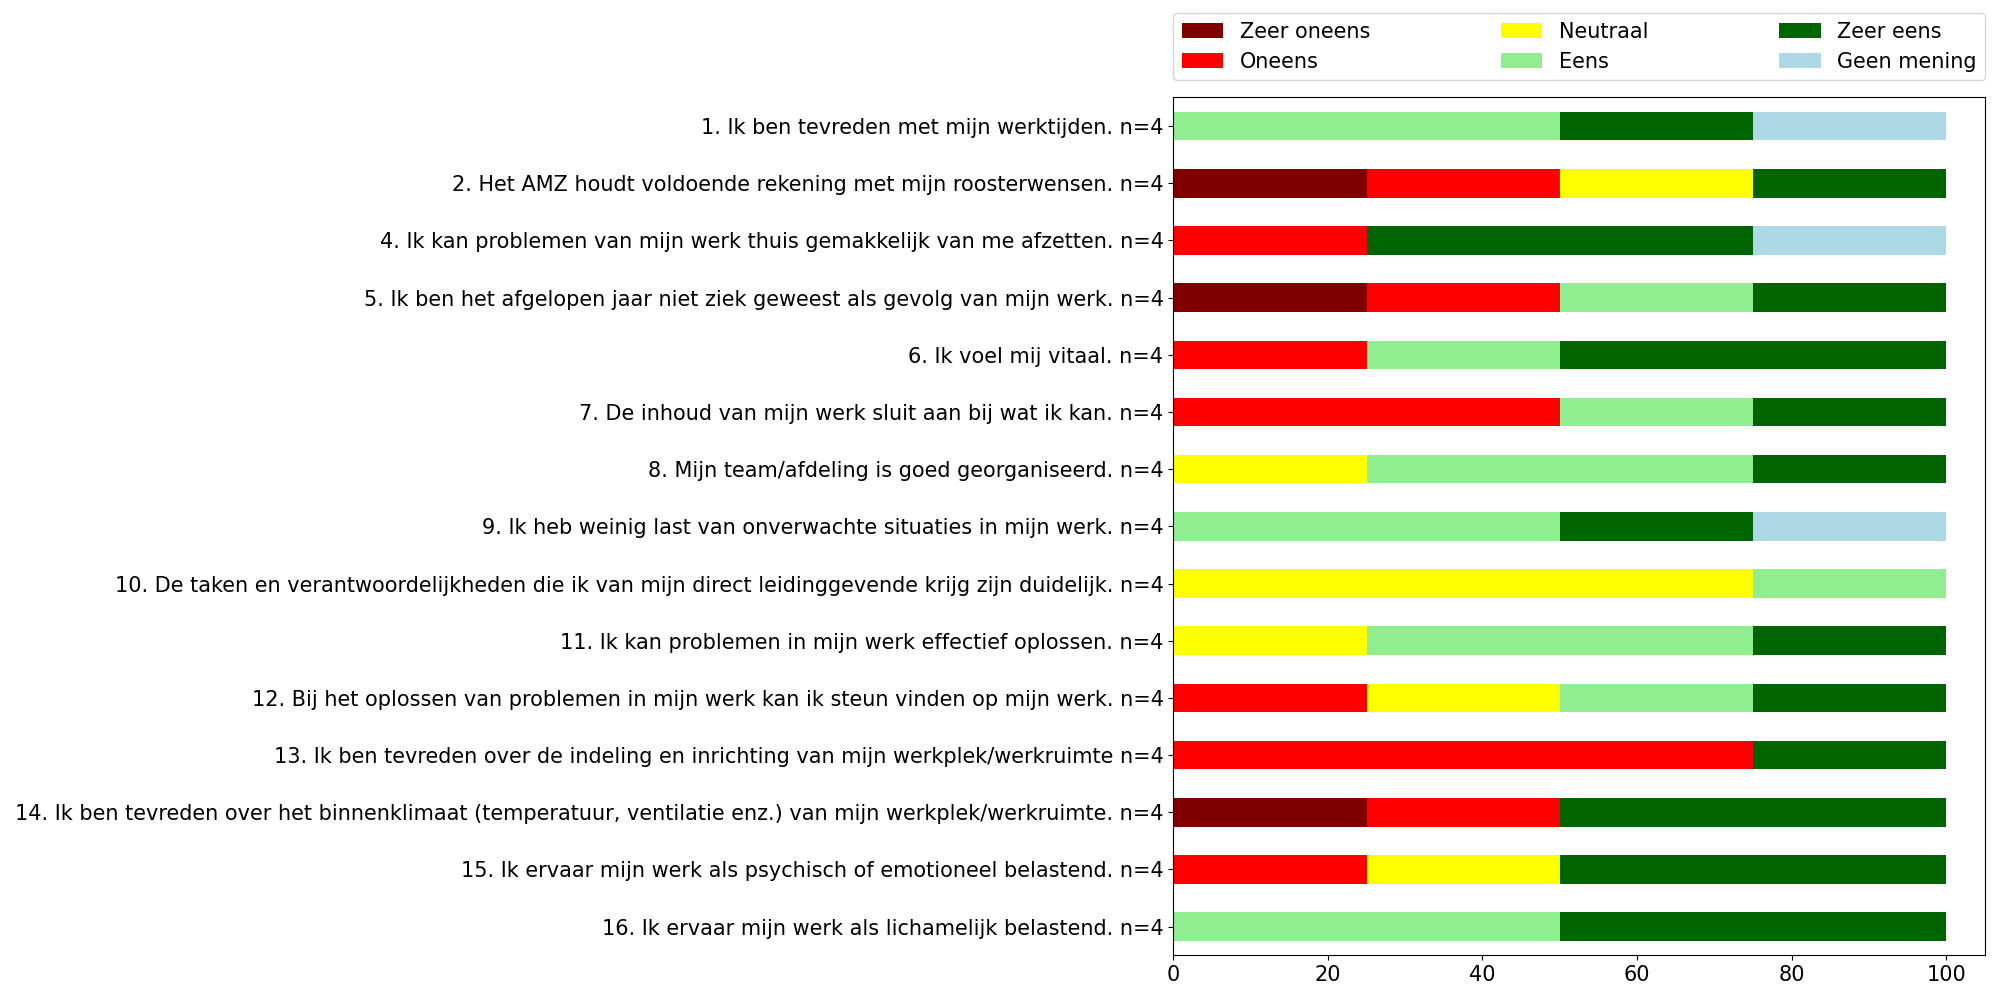 Zeer oneens
Oneens
Neutraal
Eens
Zeer eens
Geen mening
1. Ik ben tevreden met mijn werktijden. n=4
2. Het AMZ houdt voldoende rekening met mijn roosterwensen. n=4
4. Ik kan problemen van mijn werk thuis gemakkelijk van me afzetten. n=4
5. Ik ben het afgelopen jaar niet ziek geweest als gevolg van mijn werk. n=4
6. Ik voel mij vitaal. n=4
7. De inhoud van mijn werk sluit aan bij wat ik kan. n=4
8. Mijn team/afdeling is goed georganiseerd. n=4
9. Ik heb weinig last van onverwachte situaties in mijn werk. n=4
10. De taken en verantwoordelijkheden die ik van mijn direct leidinggevende krijg zijn duidelijk. n=4
11. Ik kan problemen in mijn werk effectief oplossen. n=4
12. Bij het oplossen van problemen in mijn werk kan ik steun vinden op mijn werk. n=4
13. Ik ben tevreden over de indeling en inrichting van mijn werkplek/werkruimte n=4
14. Ik ben tevreden over het binnenklimaat (temperatuur, ventilatie enz.) van mijn werkplek/werkruimte. n=4
15. Ik ervaar mijn werk als psychisch of emotioneel belastend. n=4
16. Ik ervaar mijn werk als lichamelijk belastend. n=4
0 20 40 60 80 100